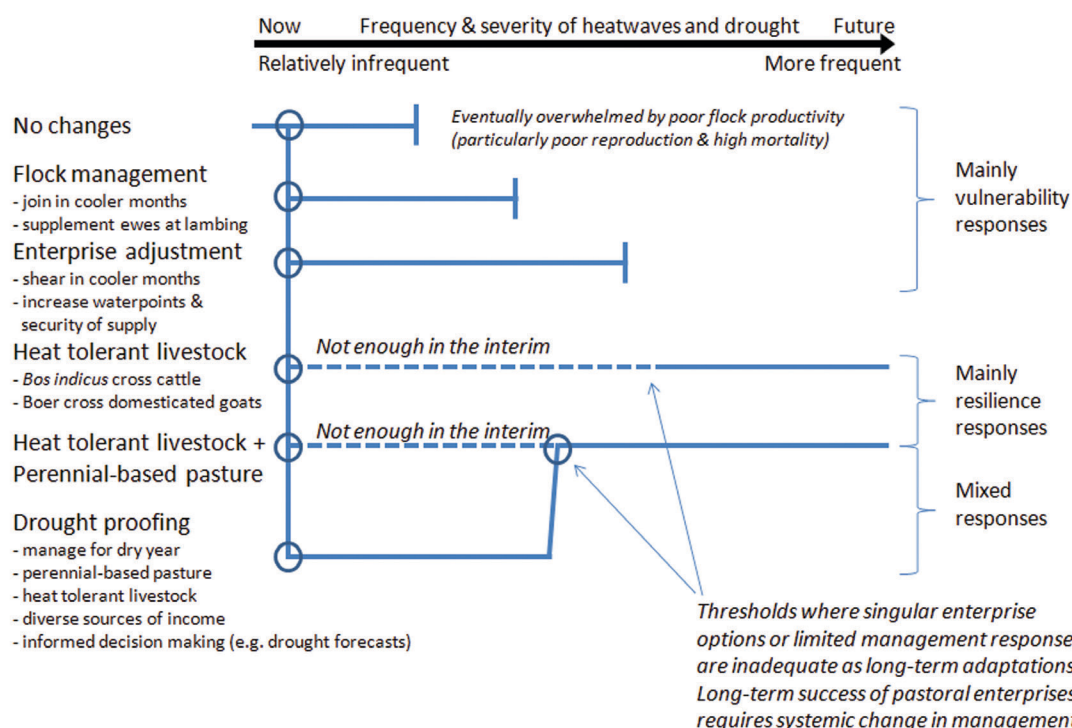 Now Frequency & severity of heatwaves and drought Future
Relatively infrequent More frequent
No changes
Eventually overwhelmed by poor flock productivity
(particularly poor reproduction & high mortality)
Flock management
- join in cooler months
- supplement ewes at lambing
Enterprise adjustment
- shear in cooler months
- increase waterpoints &
security of supply
Mainly
vulnerability
responses
Heat tolerant livestock
- Bos indicus cross cattle
- Boer cross domesticated goats
Not enough in the interim
Mainly
resilience
responses
Heat tolerant livestock +
Perennial-based pasture
Not enough in the interim
Mixed
responses
Drought proofing
- manage for dry year
- perennial-based pasture
- heat tolerant livestock
- diverse sources of income
- informed decision making (e.g. drought forecasts)
Thresholds where singular enterprise
options or limited management response
are inadequate as long-term adaptations
Long-term success of pastoral enterprises
requires systemic change in management